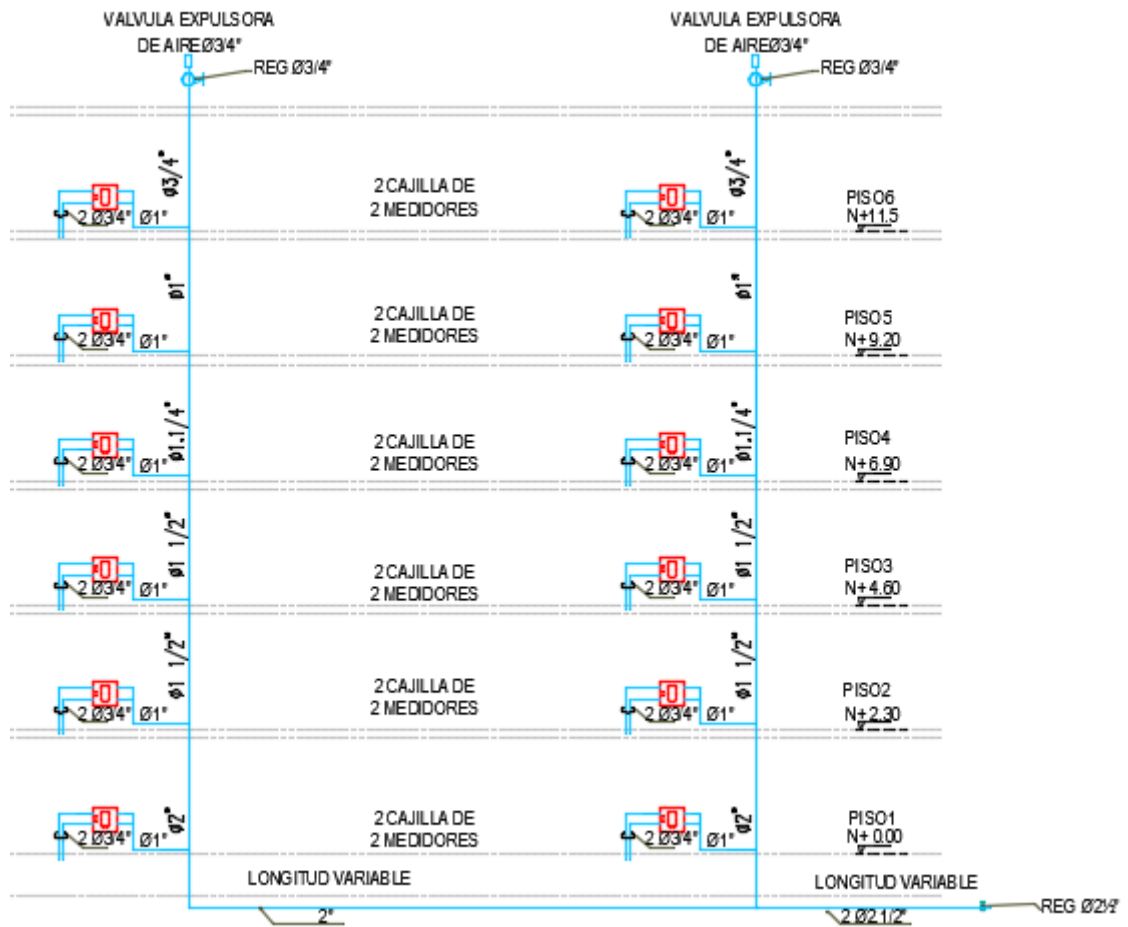 VALVULA EXPULSORA
DE AIREØ3/4"
REG Ø3/4"
VALVULA EXPULSORA
DE AIREØ3/4"
REG Ø3/4"
ø3/4"
2 Ø3/4" Ø1"
2 CAJILLA DE
2 MEDIDORES
ø3/4"
2 Ø3/4" Ø1"
PISO6
N+11.5
ø1"
2 Ø3/4" Ø1"
2 CAJILLA DE
2 MEDIDORES
ø1"
2 Ø3/4" Ø1"
PISO5
N+9.20
ø1.1/4"
2 Ø3/4" Ø1"
2 CAJILLA DE
2 MEDIDORES
ø1.1/4"
2 Ø3/4" Ø1"
PISO4
N+6.90
ø1 1/2"
2 Ø3/4" Ø1"
2 CAJILLA DE
2 MEDIDORES
ø1 1/2"
2 Ø3/4" Ø1"
PISO3
N+4.60
ø1 1/2"
2 Ø3/4" Ø1"
2 CAJILLA DE
2 MEDIDORES
ø1 1/2"
2 Ø3/4" Ø1"
PISO2
N+2.30
ø2"
2 Ø3/4" Ø1"
2 CAJILLA DE
2 MEDIDORES
ø2"
2 Ø3/4" Ø1"
PISO1
N+0.00
LONGITUD VARIABLE
2"
LONGITUD VARIABLE
2 Ø2 1/2"
REG Ø2½"